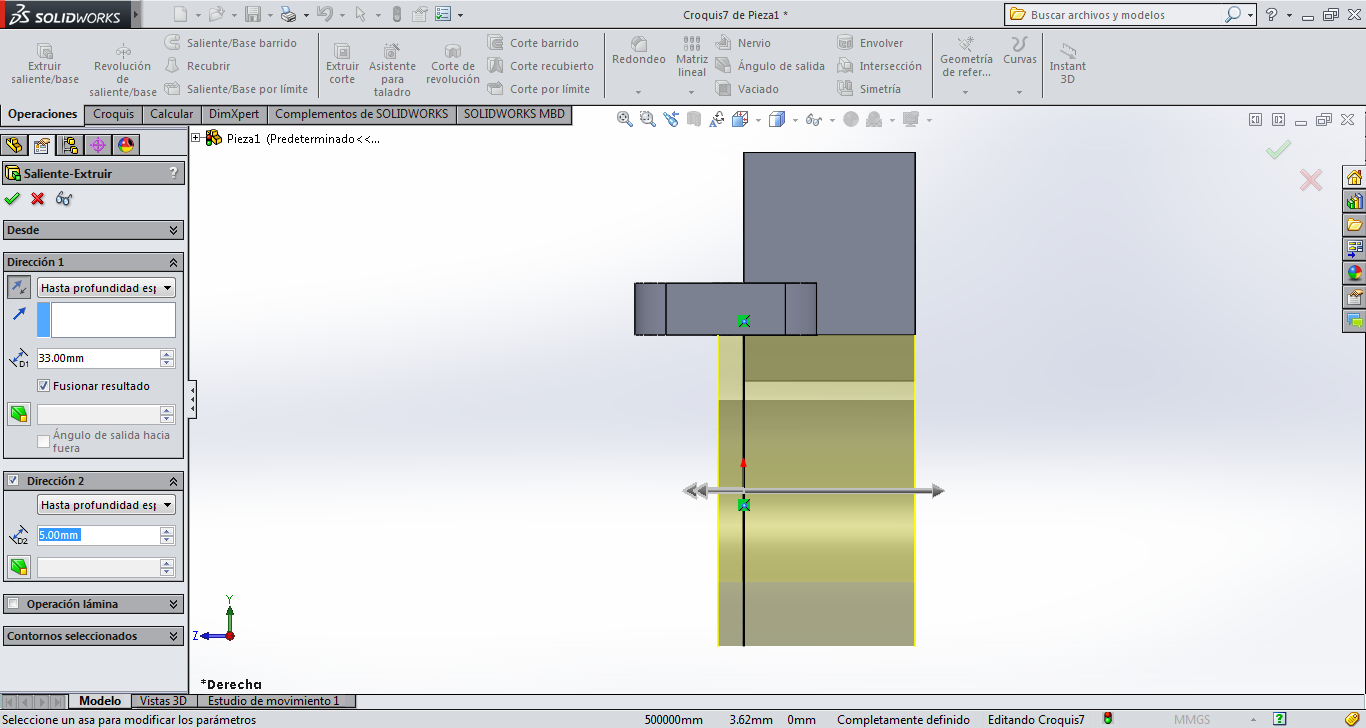 SOLIDWORKS
Croquis7 de Pieza1 *
Buscar archivos y modelos
Extruir saliente/base
Revolución de saliente/base
Saliente/Base barrido
Recubrir
Saliente/Base por límite
Extruir corte
Asistente para taladro
Corte de revolución
Corte barrido
Corte recubierto
Corte por límite
Redondeo
Matriz lineal
Nervio
Ángulo de salida
Vaciado
Envolver
Intersección
Simetría
Geometría de refer...
Curvas
Instant 3D
Operaciones
Croquis
Calcular
DimXpert
Complementos de SOLIDWORKS
SOLIDWORKS MBD
Pieza1 (Predeterminado<<...
Saliente-Extruir
?
Desde
Dirección 1
Hasta profundidad esp
D1
33.00mm
Fusionar resultado
Ángulo de salida hacia
fuera
Dirección 2
Hasta profundidad esp
D2
5.00mm
Operación lámina
Contornos seleccionados
Y
Z
*Derecha
Modelo
Vistas 3D
Estudio de movimiento 1
Seleccione un asa para modificar los parámetros
500000mm
3.62mm
0mm
Completamente definido
Editando Croquis7
MMGS
?